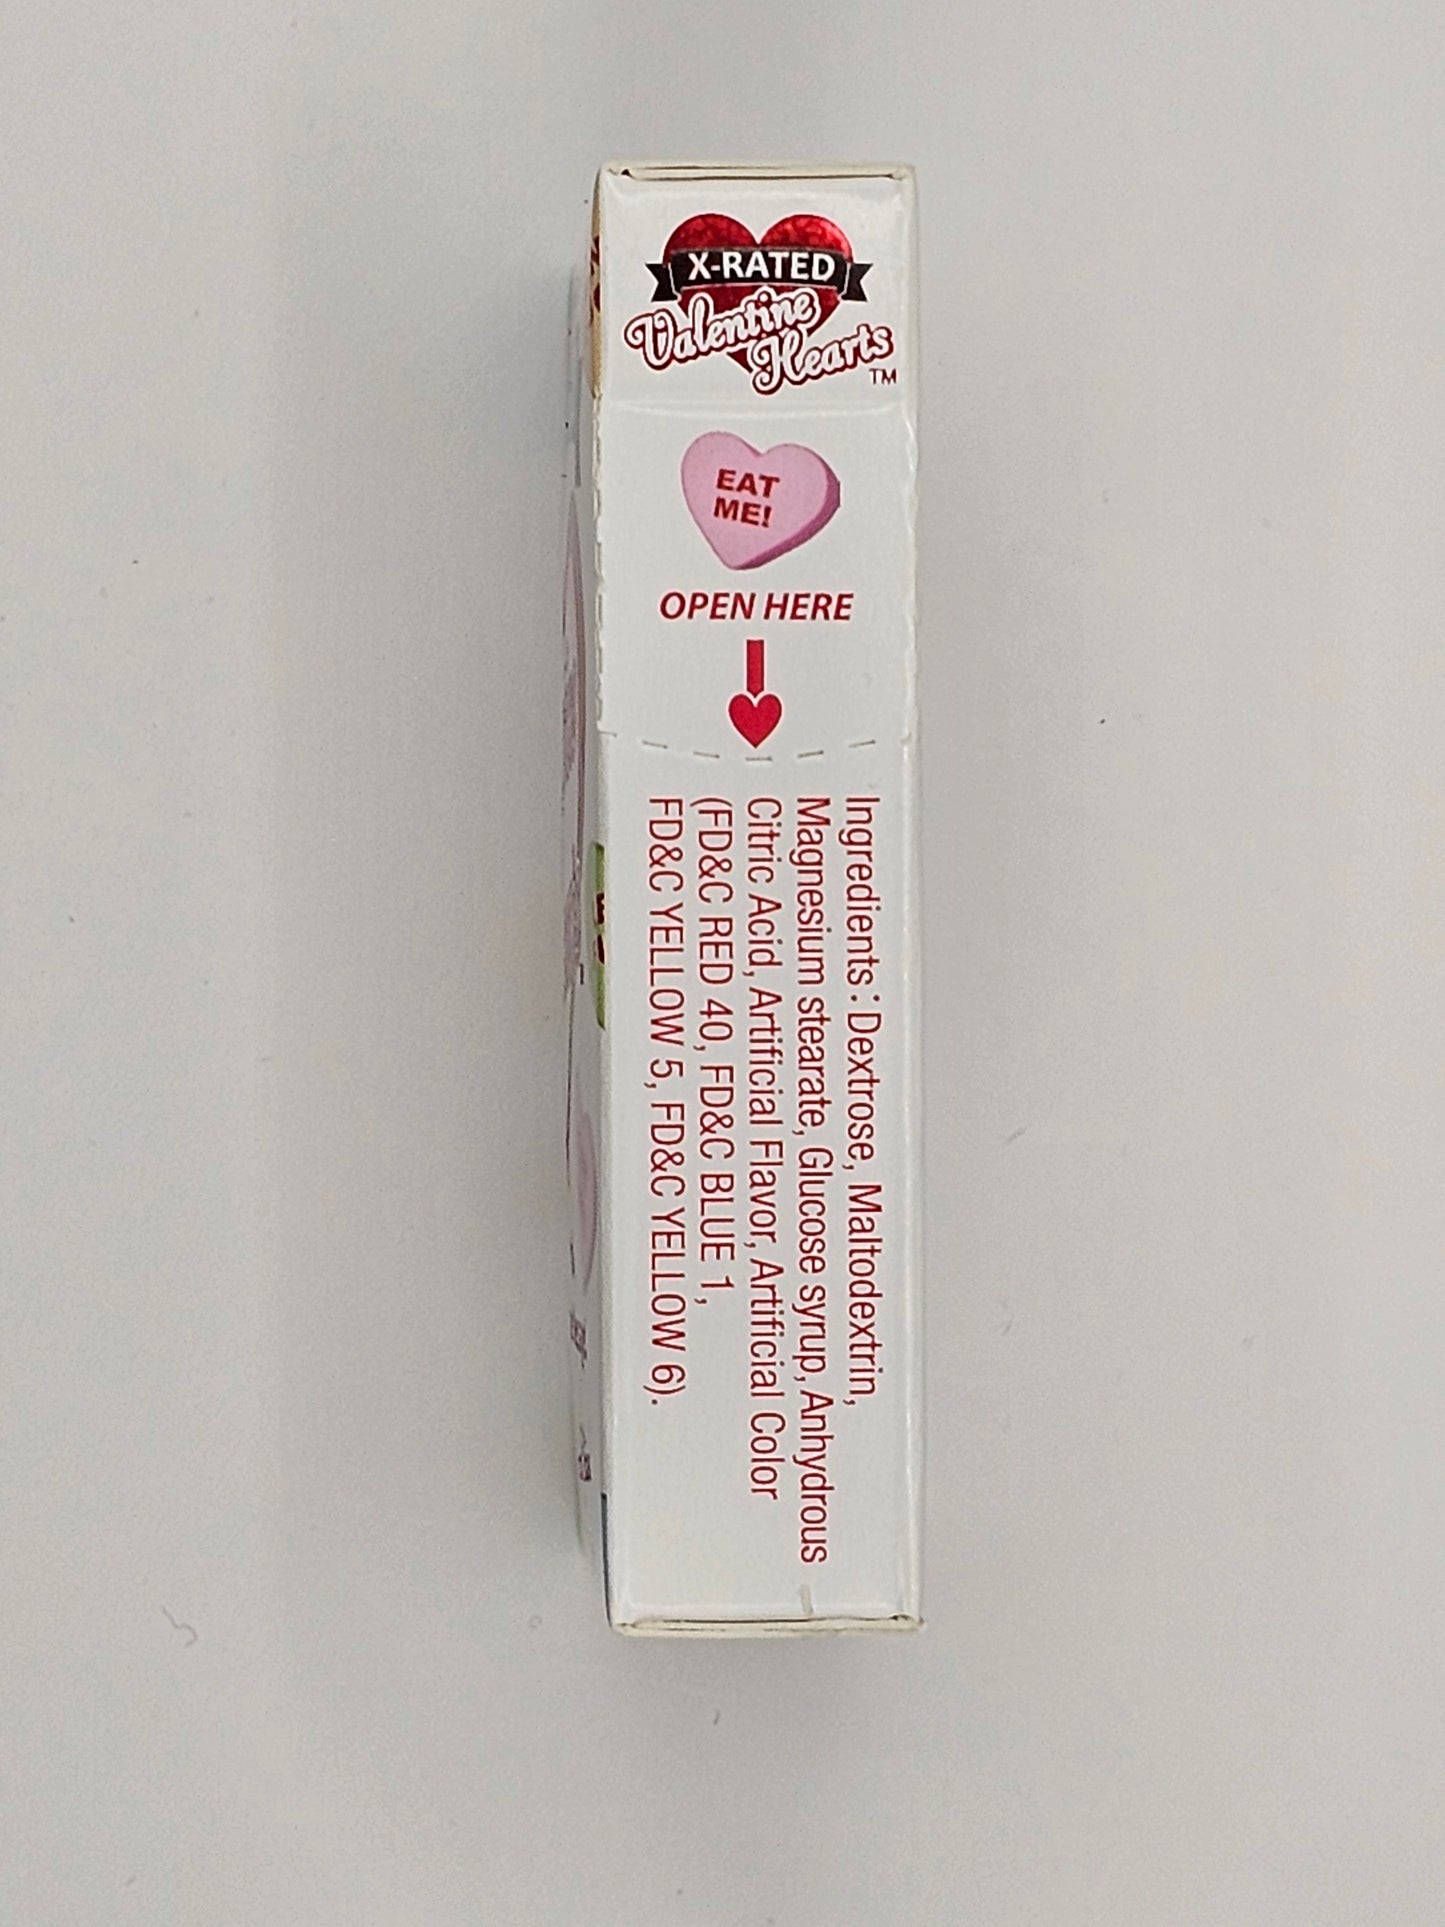 X-RATED
Valentine
Hearts
TM
EAT
ME!
OPEN HERE
Ingredients : Dextrose, Maltodextrin,
Magnesium stearate, Glucose syrup, Anhydrous
Citric Acid, Artificial Flavor, Artificial Color
(FD&C RED 40, FD&C BLUE 1,
FD&C YELLOW 5, FD&C YELLOW 6).